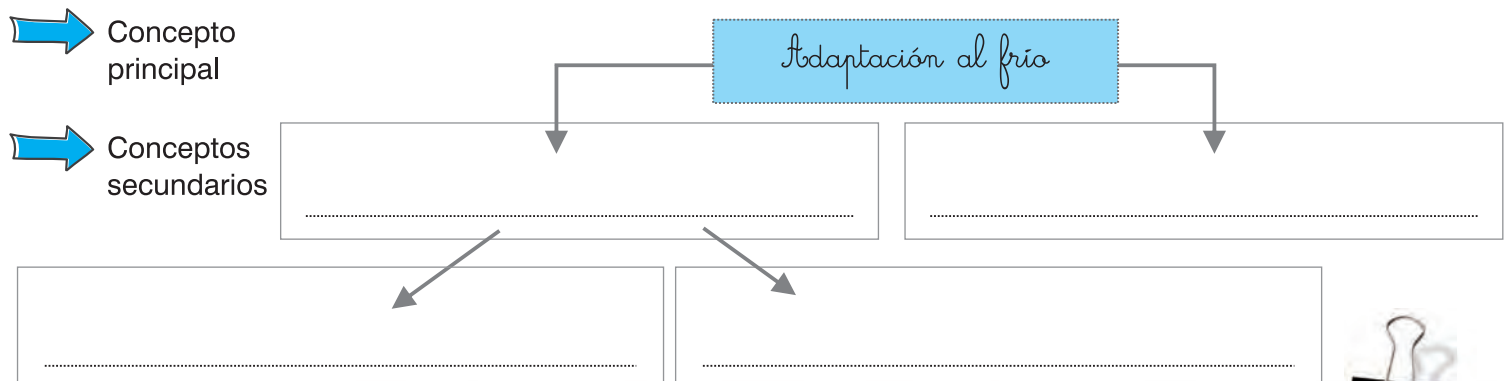 Concepto
principal
Adaptación al frío
Conceptos
secundarios